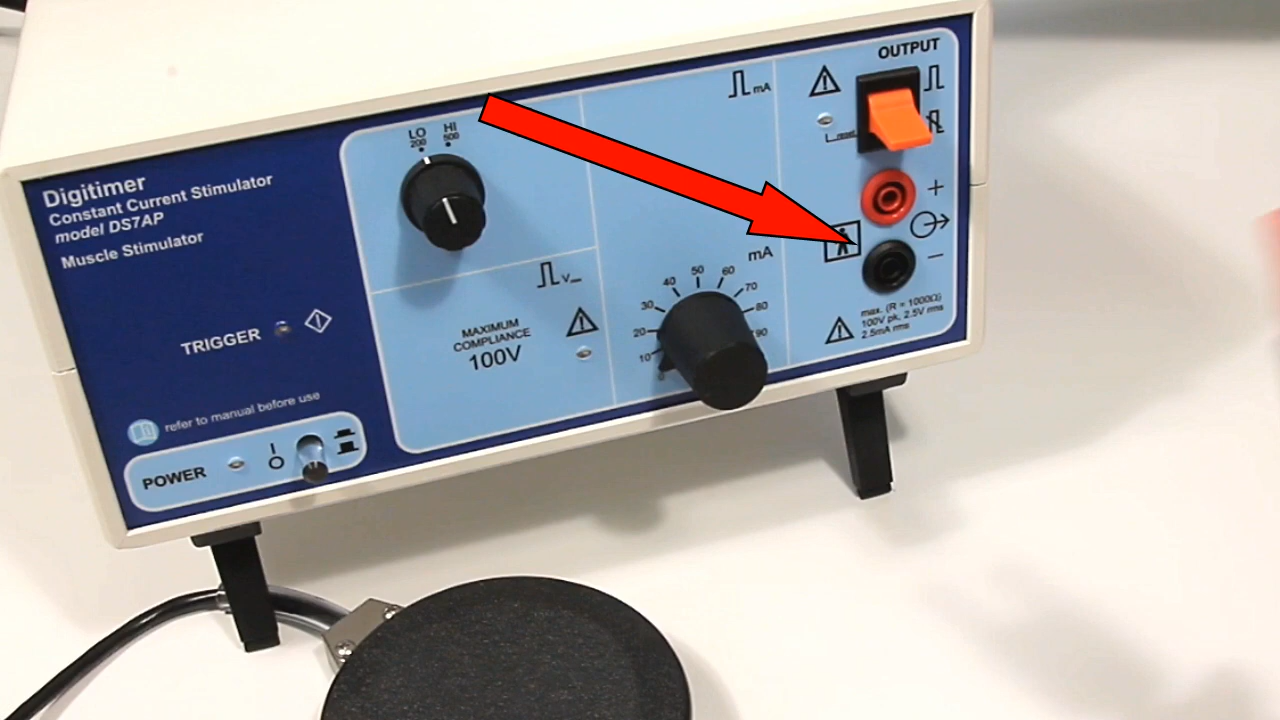 Digitimer
Constant Current Stimulator
model DS7AP
Muscle Stimulator
TRIGGER
refer to manual before use
POWER
I
O
LO HI
200 500
V
MAXIMUM
COMPLIANCE
100V
mA
mA
10
20
30
40
50
60
70
80
90
OUTPUT
reset
+
−
max. (R = 1000Ω)
100V pk, 2.5V rms
2.5mA rms